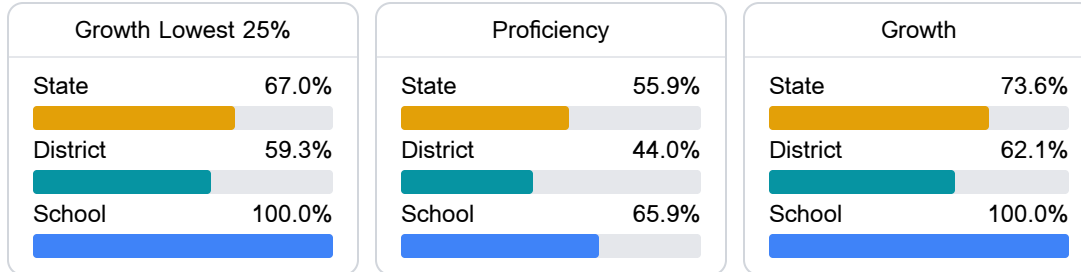 Growth Lowest 25%
State 67.0%
District 59.3%
School 100.0%
Proficiency
State 55.9%
District 44.0%
School 65.9%
Growth
State 73.6%
District 62.1%
School 100.0%